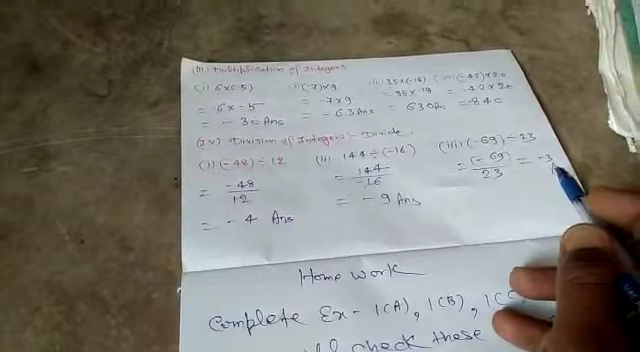 (III) Multiplication of Integers
(i) 6×(-5) (ii) (-7)×9 (iii) 35×(-18) (iv) (-42)×20
= 6×-5 = -7×9 = 35×18 = -42×20
= -30 Ans = -63 Ans = 630 Ans = -840
(IV) Division of Integers:- Divide:
(i) (-48) ÷ 12 (ii) 144 ÷ (-16) (iii) (-69) ÷ 23
= -48/12 = 144/-16 = (-69)/23 = -3
= -4 Ans = -9 Ans
Home work
Complete Ex- 1(A), 1(B), 1(C)
check these